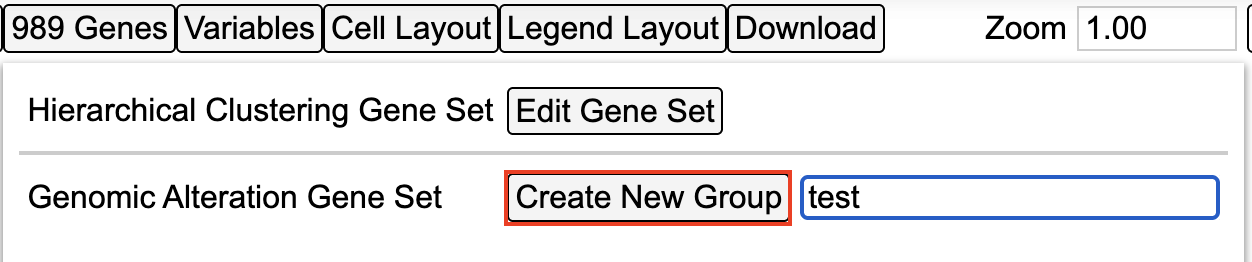 989 Genes Variables Cell Layout Legend Layout Download Zoom 1.00
Hierarchical Clustering Gene Set Edit Gene Set
Genomic Alteration Gene Set Create New Group test